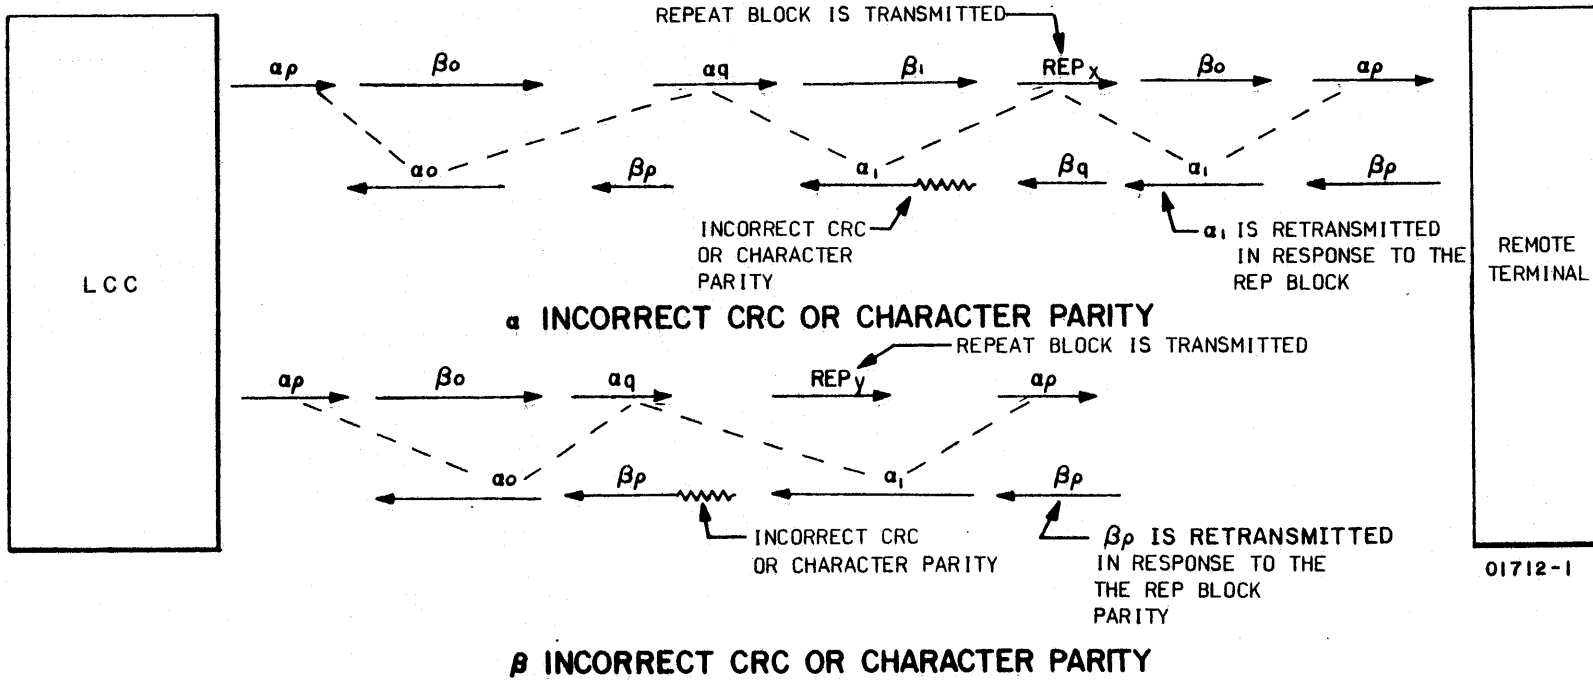 REPEAT BLOCK IS TRANSMITTED
αρ βo αq β1 REPx βo αρ
αo βρ α1 βq α1 βρ
INCORRECT CRC
OR CHARACTER
PARITY
α1 IS RETRANSMITTED
IN RESPONSE TO THE
REP BLOCK
LCC
REMOTE
TERMINAL
α INCORRECT CRC OR CHARACTER PARITY
REPEAT BLOCK IS TRANSMITTED
αρ βo αq REPy αρ
αo βρ α1 βρ
INCORRECT CRC
OR CHARACTER PARITY
βρ IS RETRANSMITTED
IN RESPONSE TO THE
THE REP BLOCK
PARITY
01712-1
β INCORRECT CRC OR CHARACTER PARITY